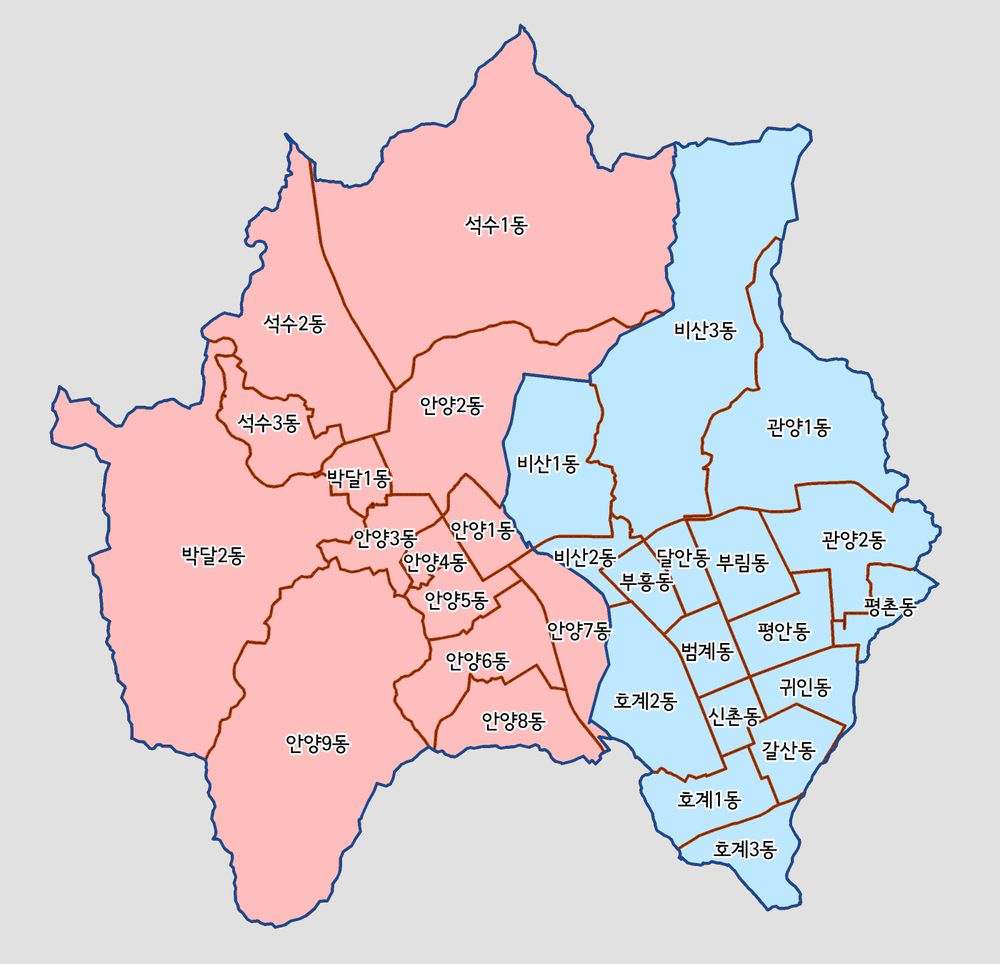 석수1동
석수2동
비산3동
안양2동
석수3동
관양1동
비산1동
박달1동
안양1동
안양3동
관양2동
박달2동
비산2동
달안동
안양4동
부림동
부흥동
안양5동
평촌동
안양7동
평안동
범계동
안양6동
귀인동
호계2동
신촌동
안양8동
안양9동
갈산동
호계1동
호계3동